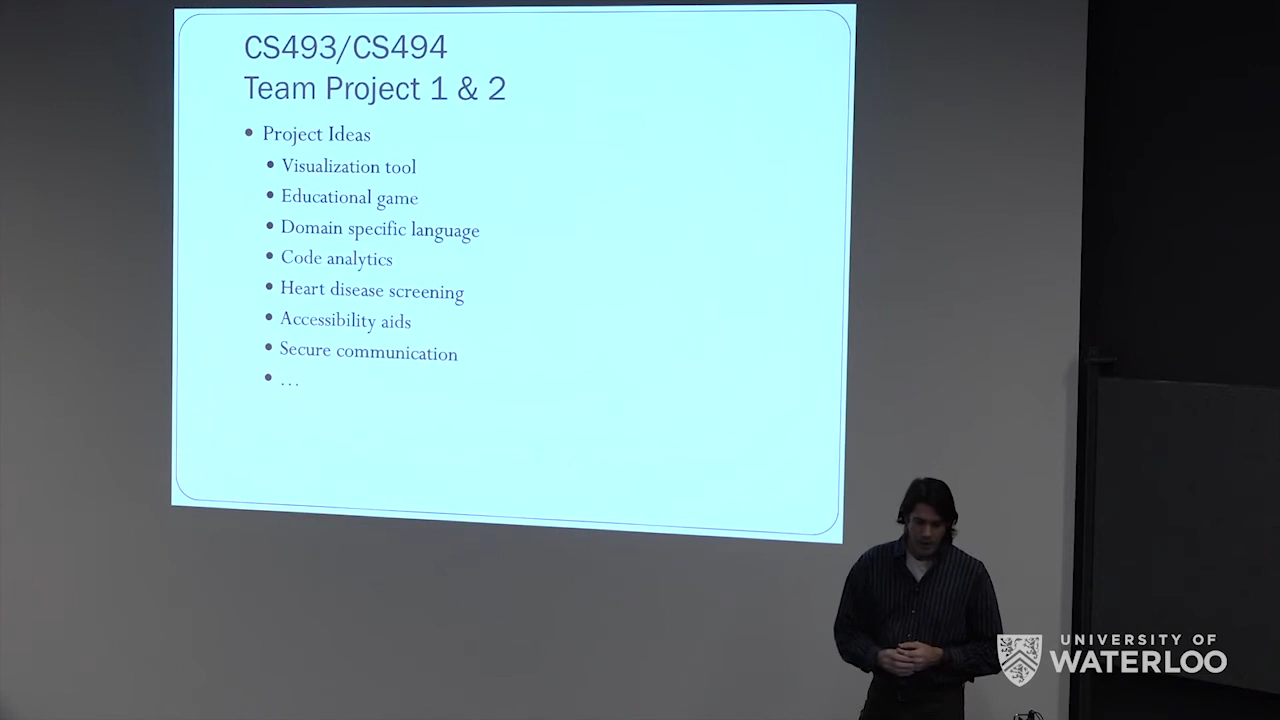 CS493/CS494
Team Project 1 & 2
• Project Ideas
• Visualization tool
• Educational game
• Domain specific language
• Code analytics
• Heart disease screening
• Accessibility aids
• Secure communication
• ...
UNIVERSITY OF
WATERLOO